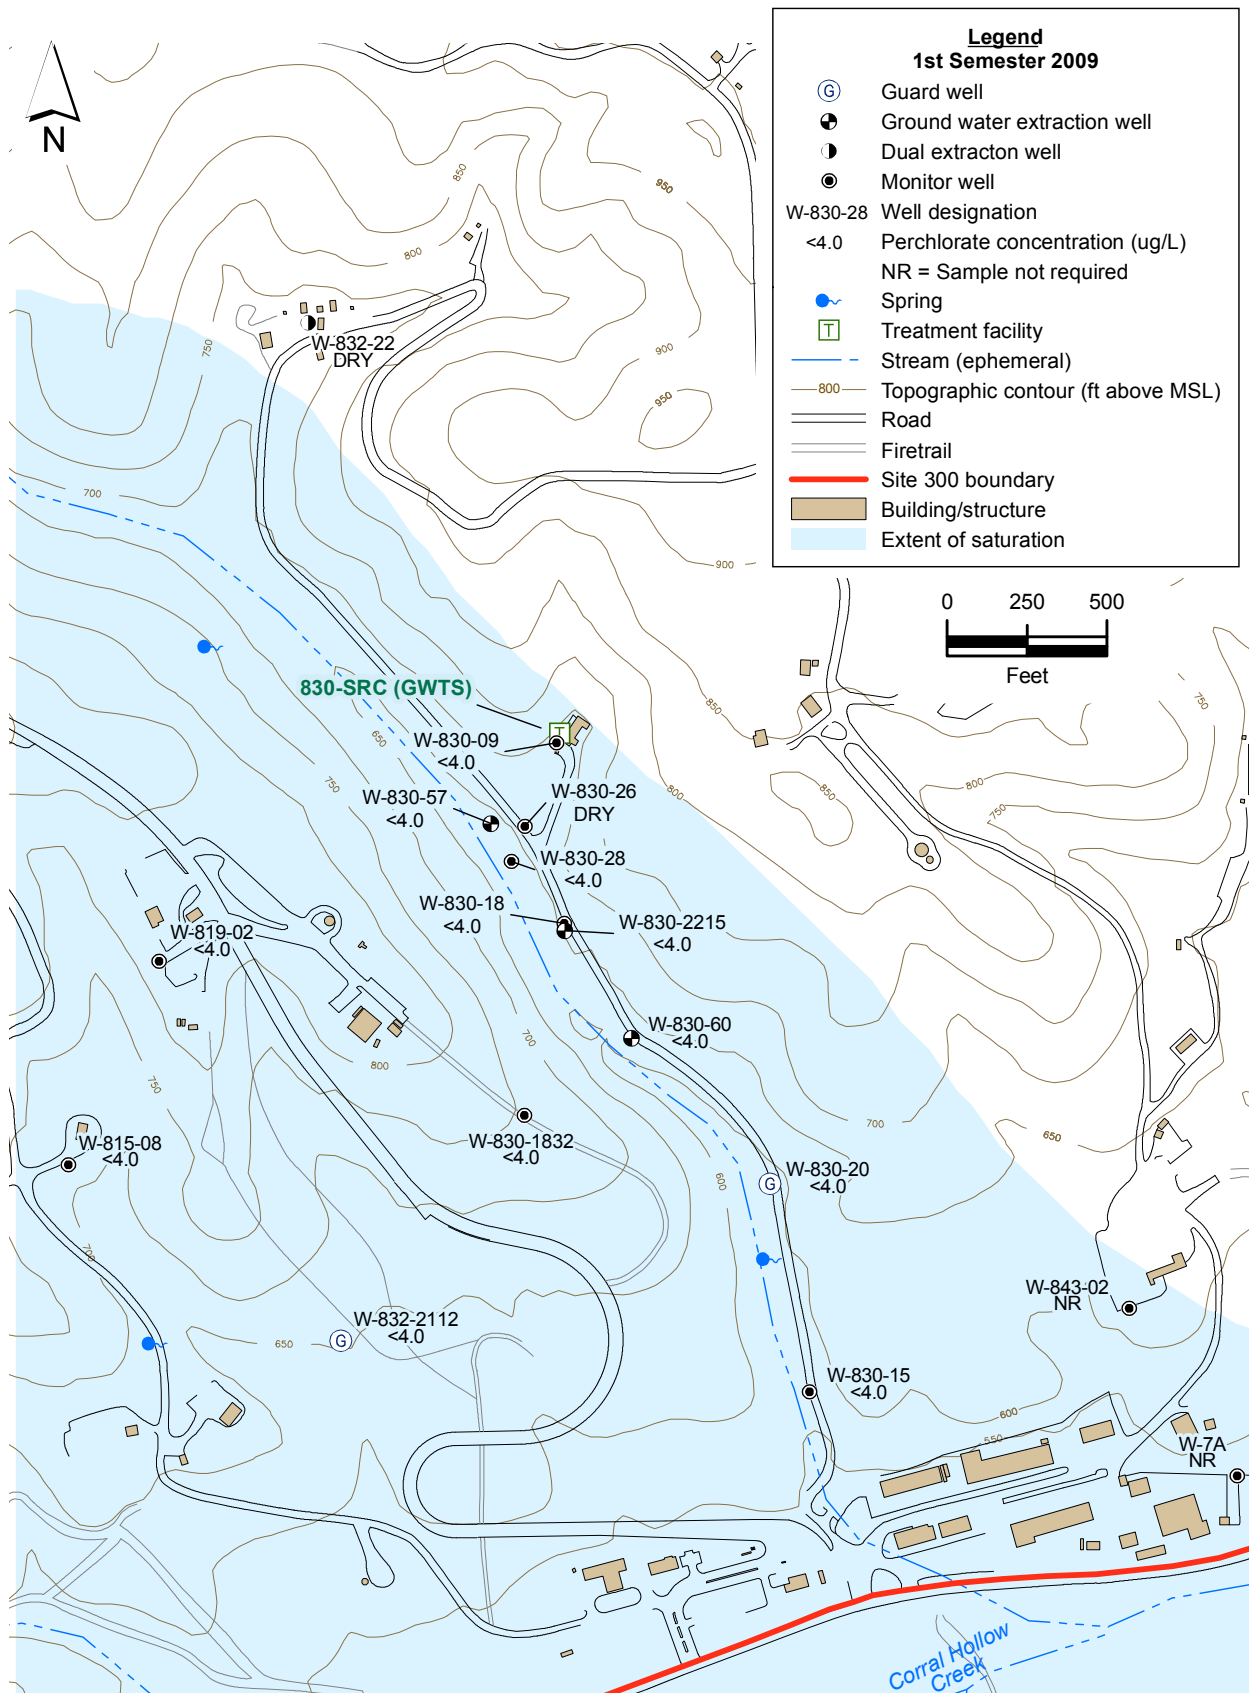 Legend
1st Semester 2009
G Guard well
Ground water extraction well
Dual extracton well
Monitor well
W-830-28 Well designation
<4.0 Perchlorate concentration (ug/L)
NR = Sample not required
Spring
T Treatment facility
Stream (ephemeral)
800 Topographic contour (ft above MSL)
Road
Firetrail
Site 300 boundary
Building/structure
Extent of saturation
0 250 500
Feet
N
850
950
800
750
900
950
W-832-22
DRY
700
900
830-SRC (GWTS)
650
750
850
800
850
800
750
750
W-830-09
<4.0
W-830-26
DRY
W-830-57
<4.0
W-830-28
<4.0
W-830-18
<4.0
W-830-2215
<4.0
W-819-02
<4.0
W-830-60
<4.0
700
800
750
W-830-1832
<4.0
700
650
W-815-08
<4.0
W-830-20
<4.0
G
600
700
W-843-02
NR
W-832-2112
<4.0
G
650
W-830-15
<4.0
600
550
W-7A
NR
Corral Hollow
Creek